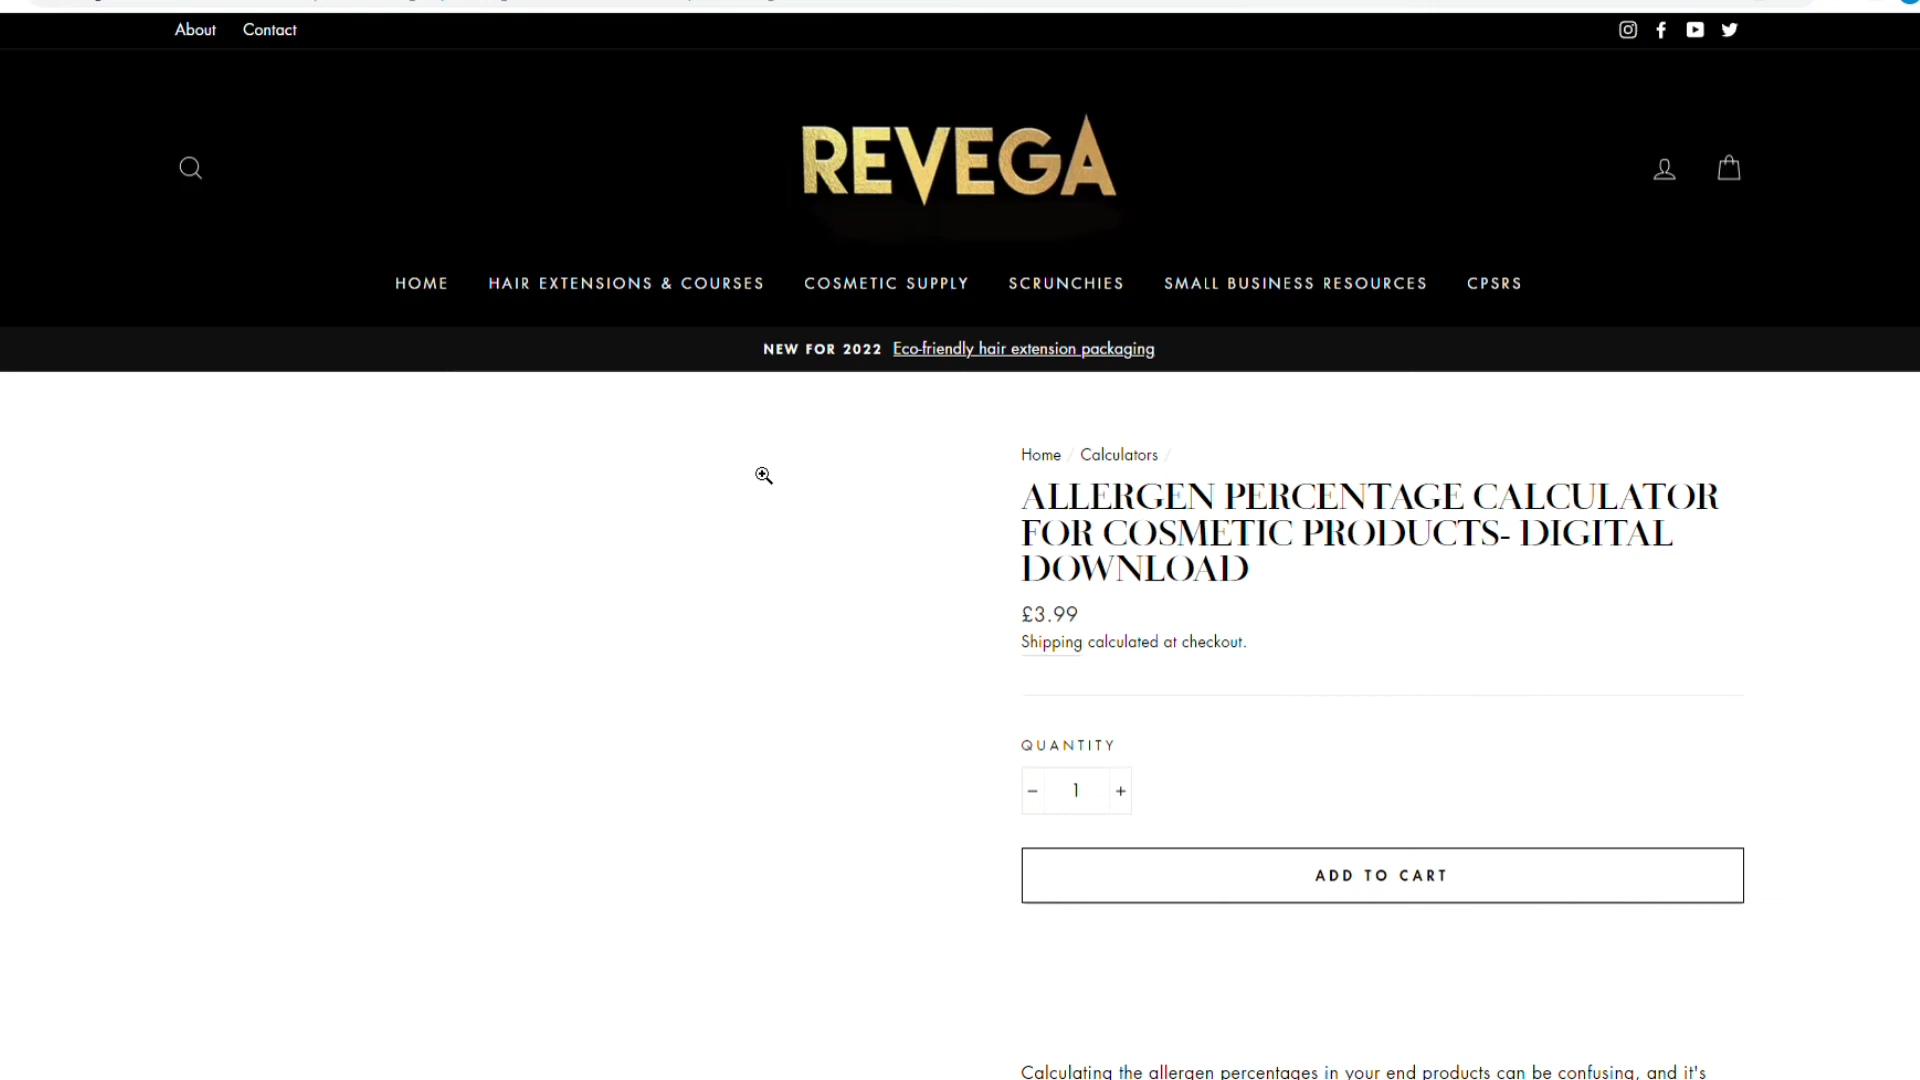 About Contact
REVEGA
HOME HAIR EXTENSIONS & COURSES COSMETIC SUPPLY SCRUNCHIES SMALL BUSINESS RESOURCES CPSRS
NEW FOR 2022 Eco-friendly hair extension packaging
Home / Calculators /
ALLERGEN PERCENTAGE CALCULATOR
FOR COSMETIC PRODUCTS- DIGITAL
DOWNLOAD
£3.99
Shipping calculated at checkout.
QUANTITY
− 1 +
ADD TO CART
Calculating the allergen percentages in your end products can be confusing, and it's